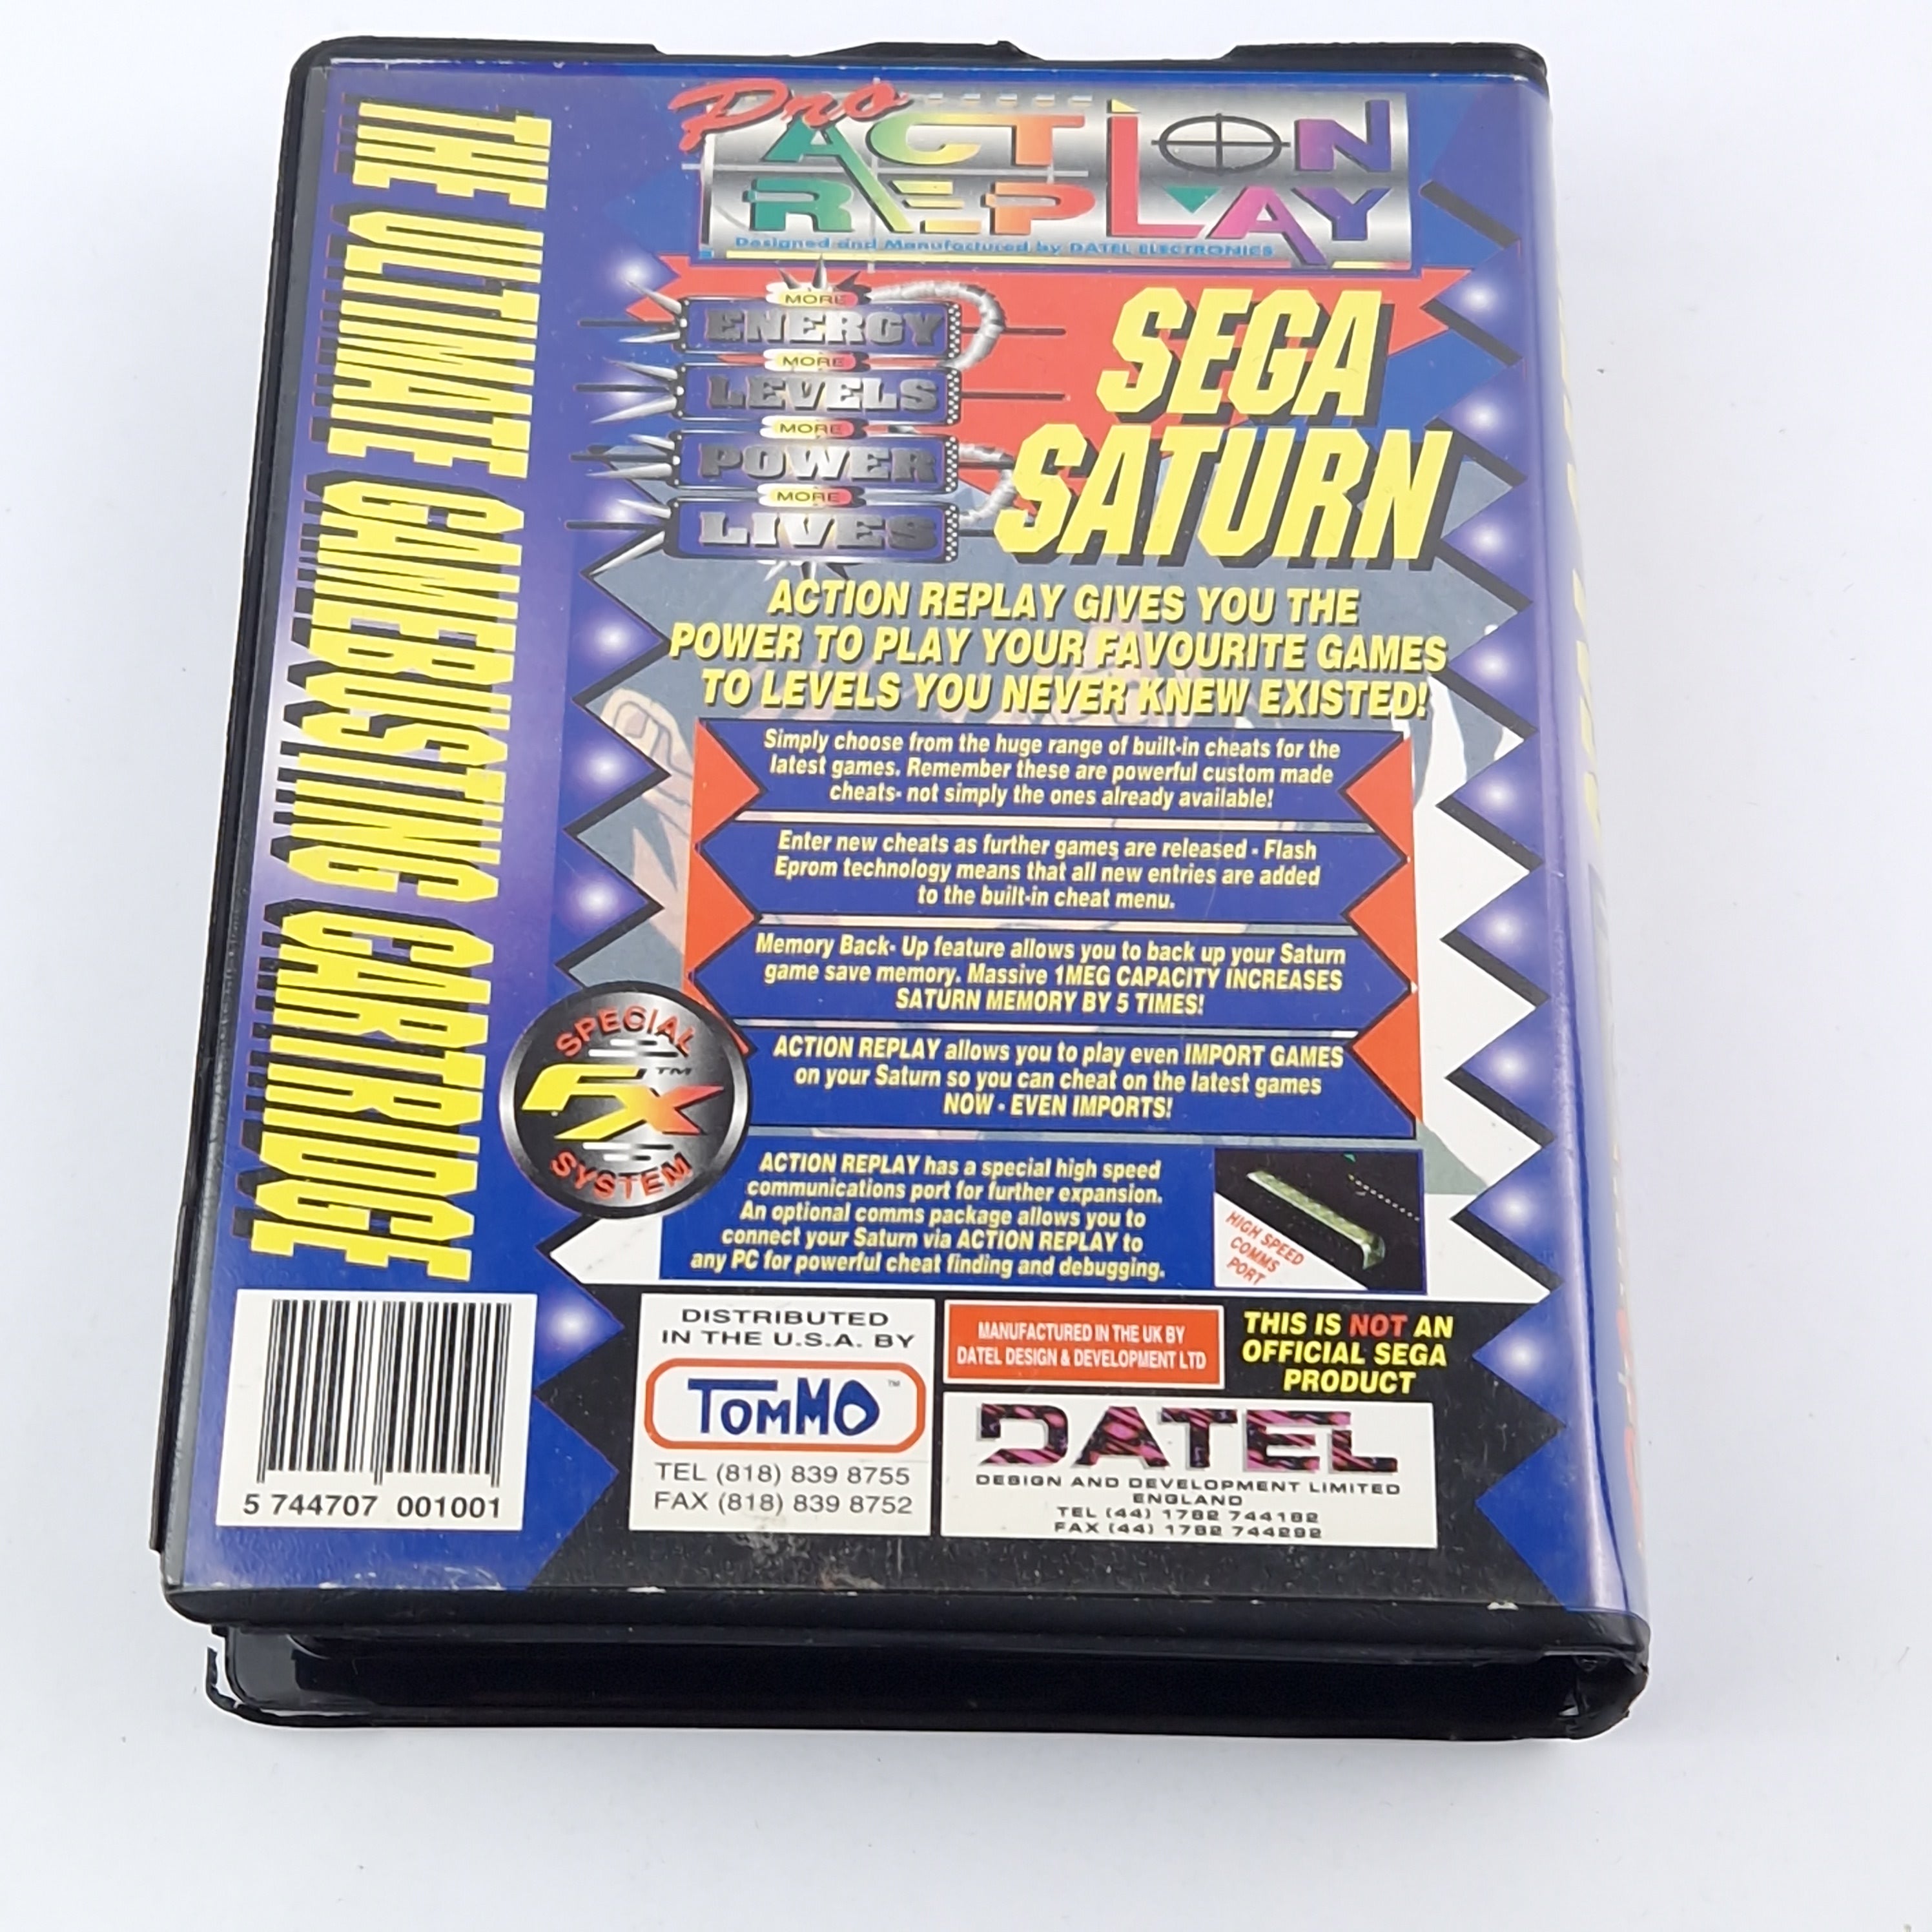 Pro
ACTION
REPLAY
Designed and Manufactured by DATEL ELECTRONICS
THE ULTIMATE GAMEBUSTING CARTRIDGE
MORE
ENERGY
MORE
LEVELS
MORE
POWER
MORE
LIVES
SEGA
SATURN
ACTION REPLAY GIVES YOU THE
POWER TO PLAY YOUR FAVOURITE GAMES
TO LEVELS YOU NEVER KNEW EXISTED!
Simply choose from the huge range of built-in cheats for the
latest games. Remember these are powerful custom made
cheats- not simply the ones already available!
Enter new cheats as further games are released - Flash
Eprom technology means that all new entries are added
to the built-in cheat menu.
Memory Back- Up feature allows you to back up your Saturn
game save memory. Massive 1MEG CAPACITY INCREASES
SATURN MEMORY BY 5 TIMES!
ACTION REPLAY allows you to play even IMPORT GAMES
on your Saturn so you can cheat on the latest games
NOW - EVEN IMPORTS!
SPECIAL
FX™
SYSTEM
ACTION REPLAY has a special high speed
communications port for further expansion.
An optional comms package allows you to
connect your Saturn via ACTION REPLAY to
any PC for powerful cheat finding and debugging.
HIGH SPEED
COMMS
PORT
5 744707 001001
DISTRIBUTED
IN THE U.S.A. BY
TOMMO™
TEL (818) 839 8755
FAX (818) 839 8752
MANUFACTURED IN THE UK BY
DATEL DESIGN & DEVELOPMENT LTD
THIS IS NOT AN
OFFICIAL SEGA
PRODUCT
DATEL
DESIGN AND DEVELOPMENT LIMITED
ENGLAND
TEL (44) 1782 744182
FAX (44) 1782 744292